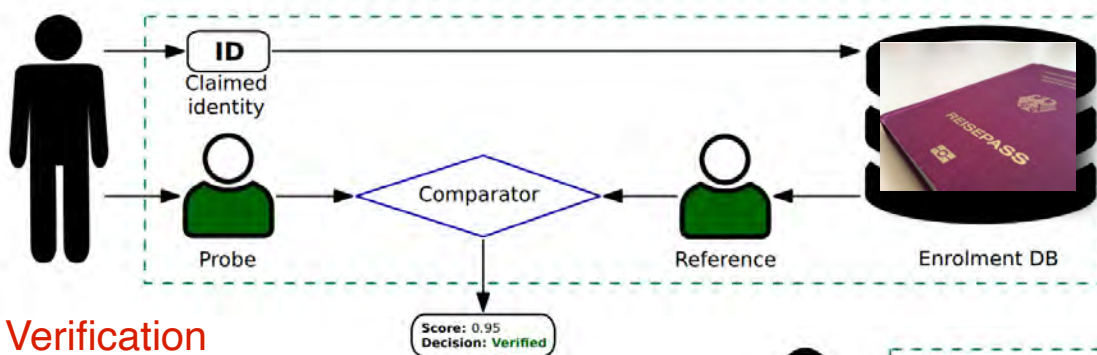 ID
Claimed
identity
REISEPASS
Comparator
Probe
Reference
Enrolment DB
Score: 0.95
Decision: Verified
Verification